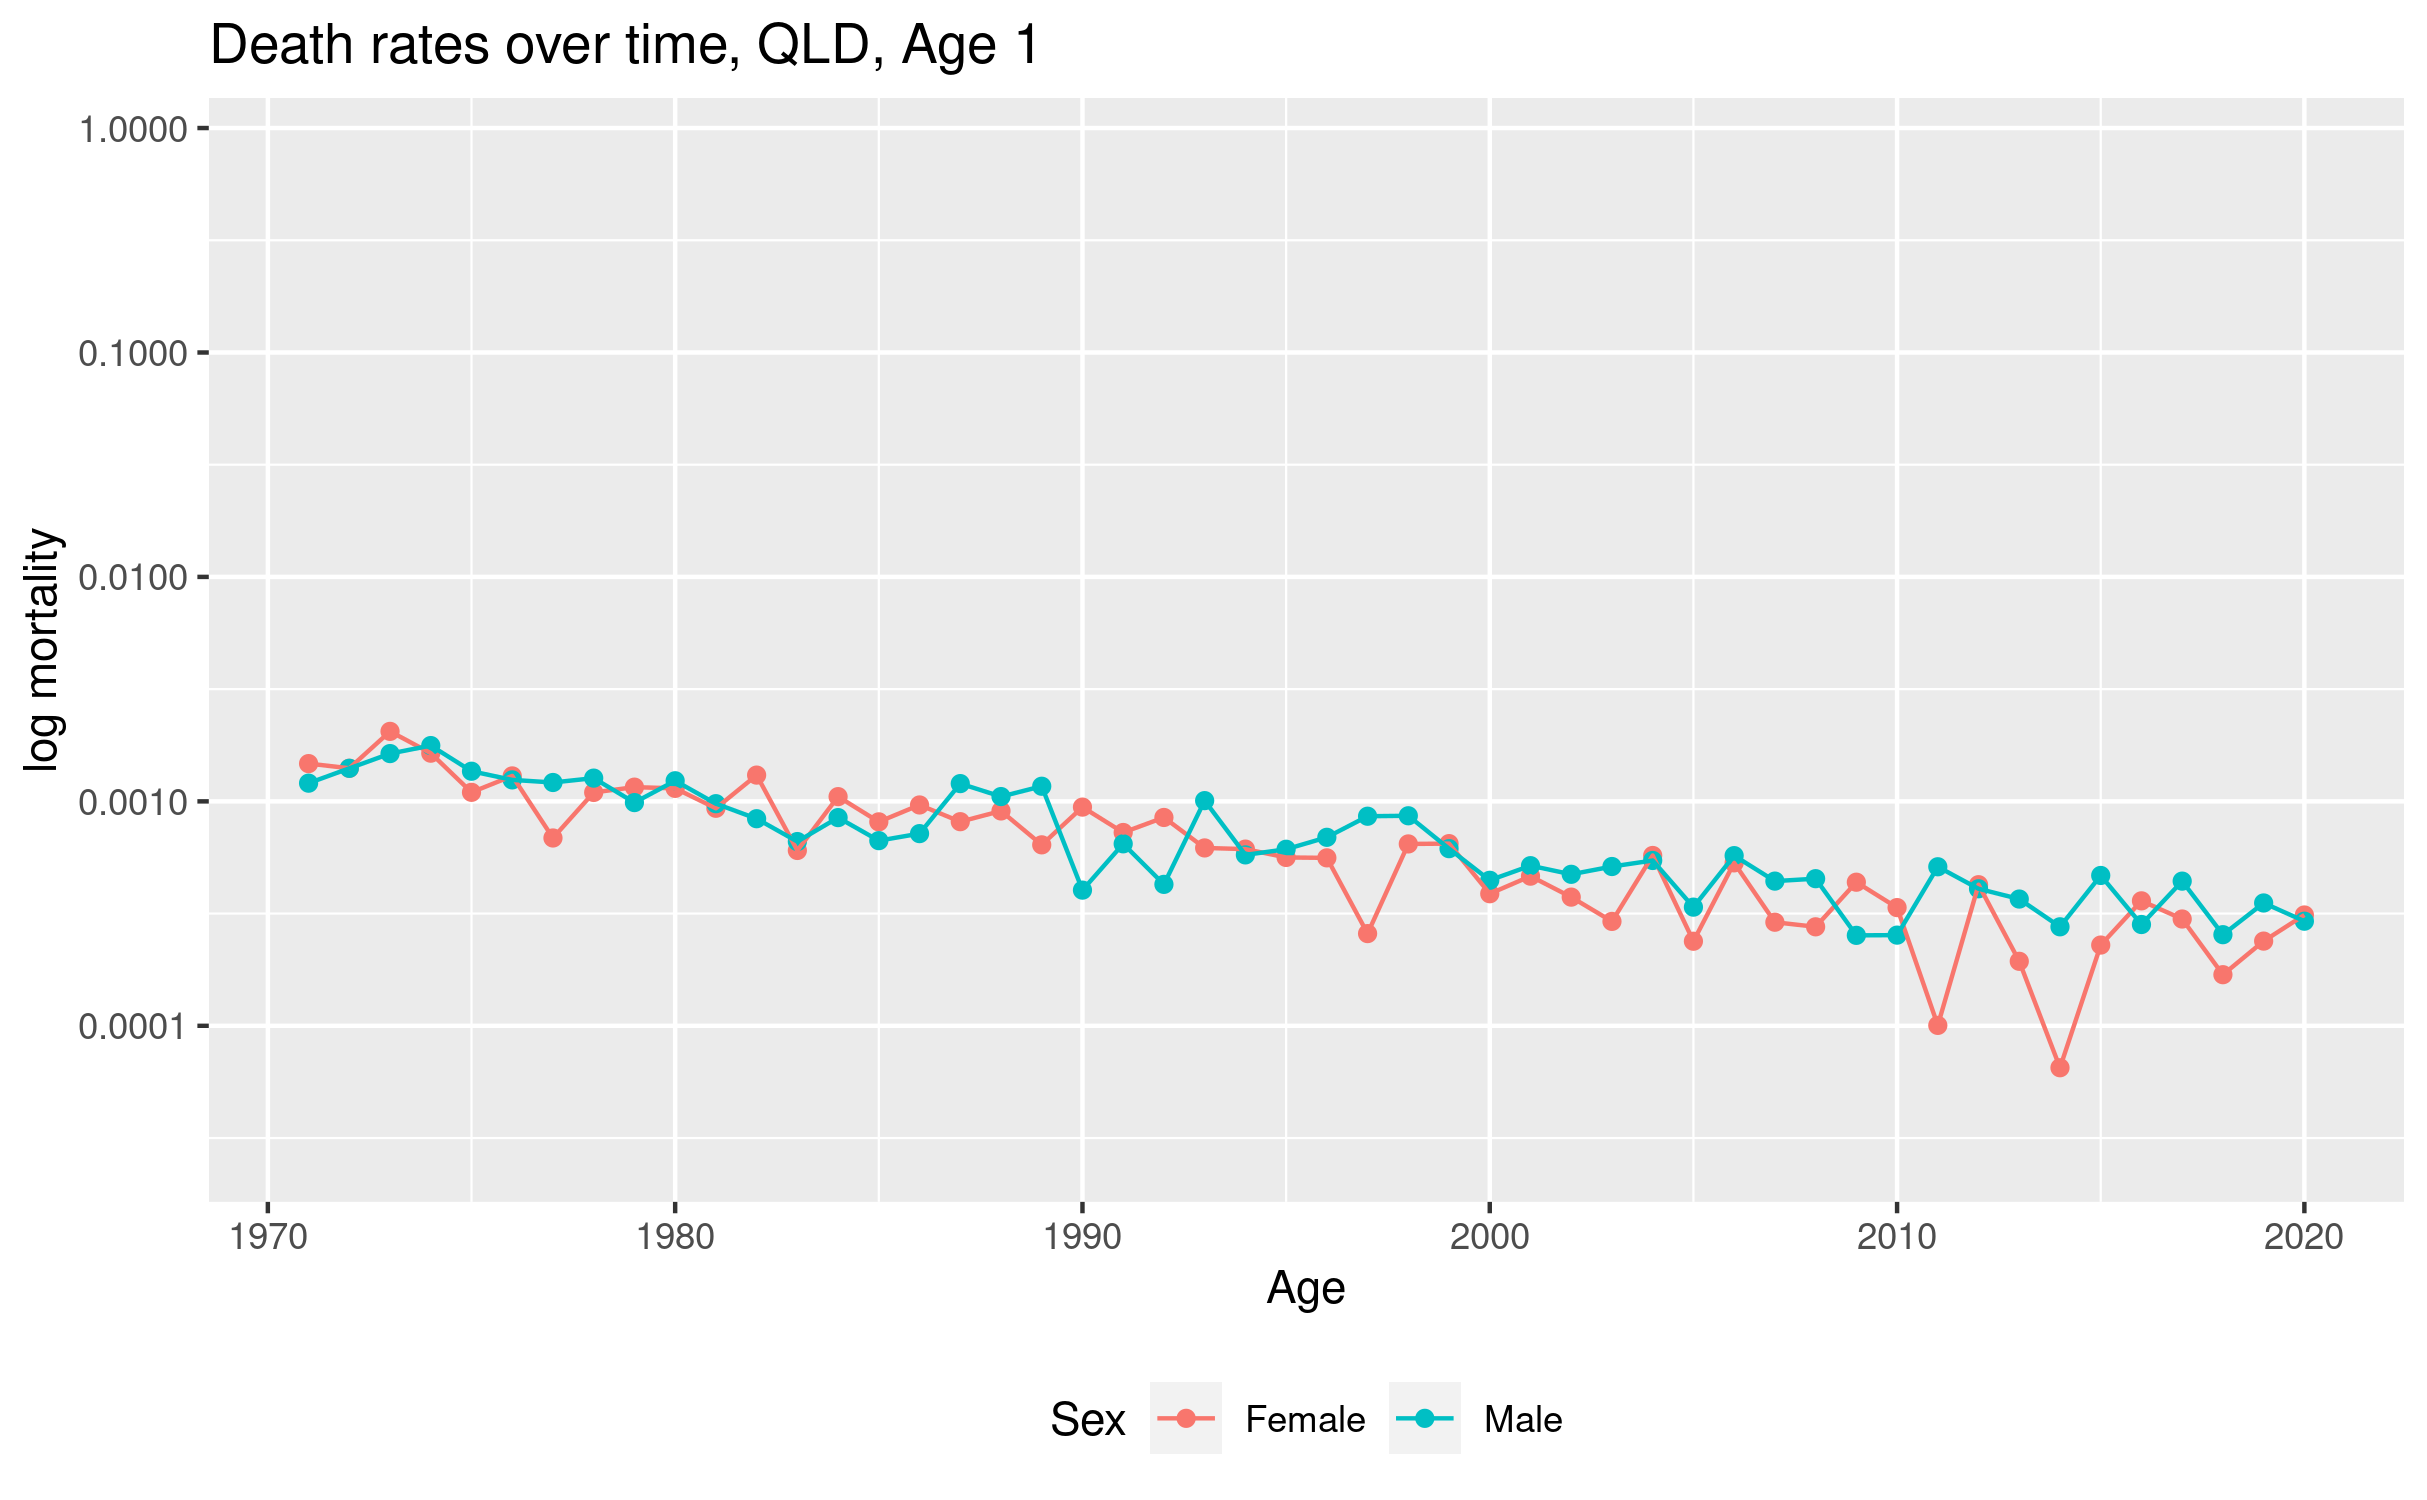 Death rates over time, QLD, Age 1
1.0000
0.1000
0.0100
0.0010
0.0001
log mortality
1970 1980 1990 2000 2010 2020
Age
Sex Female Male